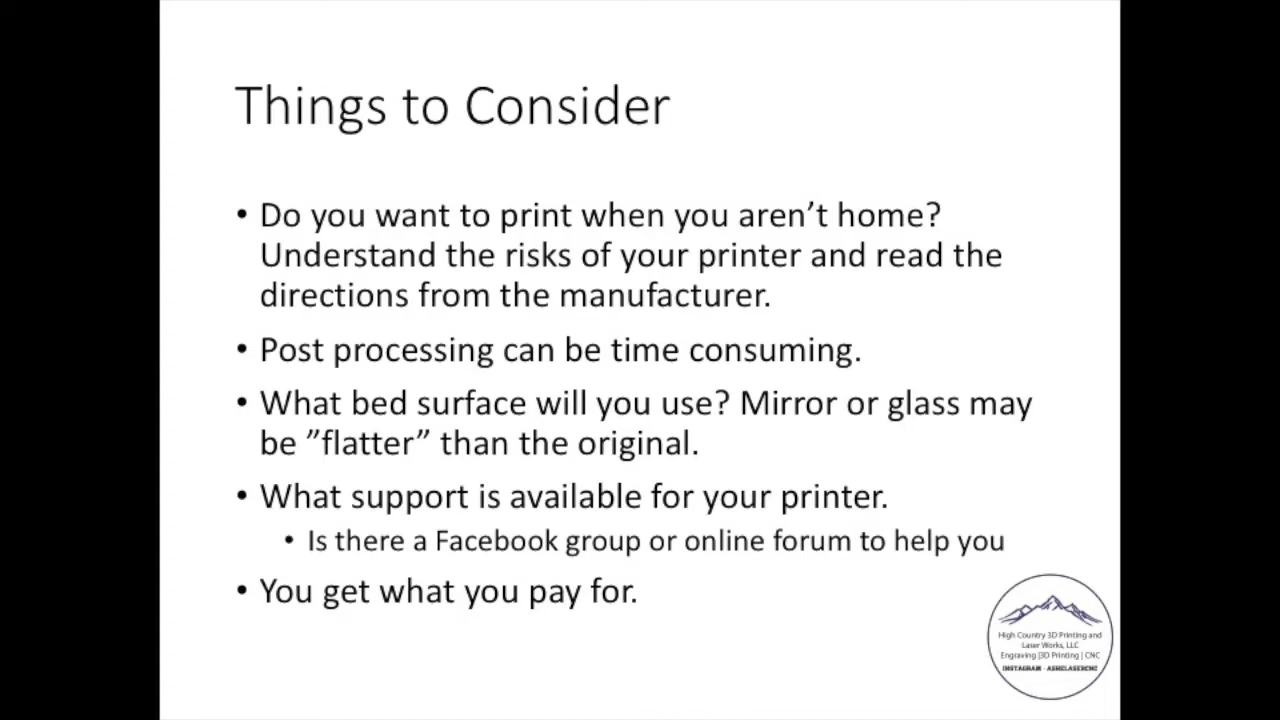 Things to Consider
• Do you want to print when you aren’t home?
Understand the risks of your printer and read the
directions from the manufacturer.
• Post processing can be time consuming.
• What bed surface will you use? Mirror or glass may
be ”flatter” than the original.
• What support is available for your printer.
• Is there a Facebook group or online forum to help you
• You get what you pay for.
High Country 3D Printing and
Laser Works, LLC
Engraving |3D Printing | CNC
INSTAGRAM - ASHELASERCNC